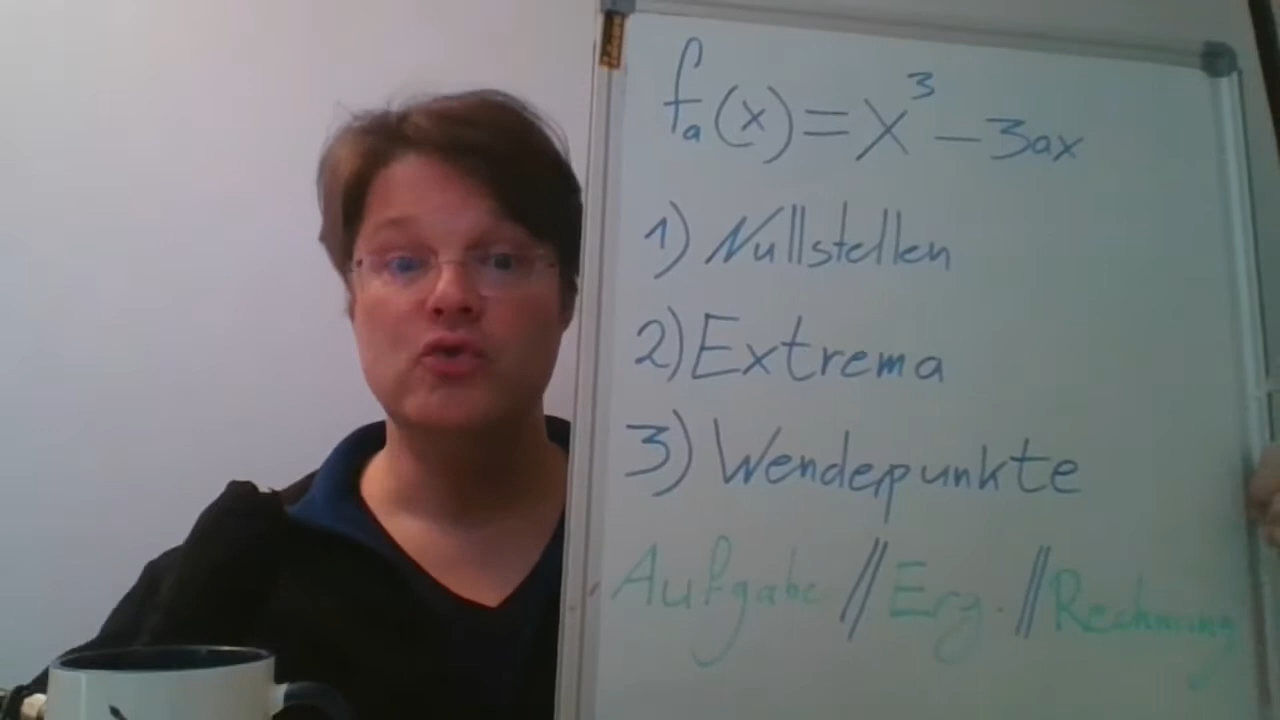 fₐ(x) = x³ - 3ax
1) Nullstellen
2) Extrema
3) Wendepunkte
Aufgabe // Erg. // Rechnung